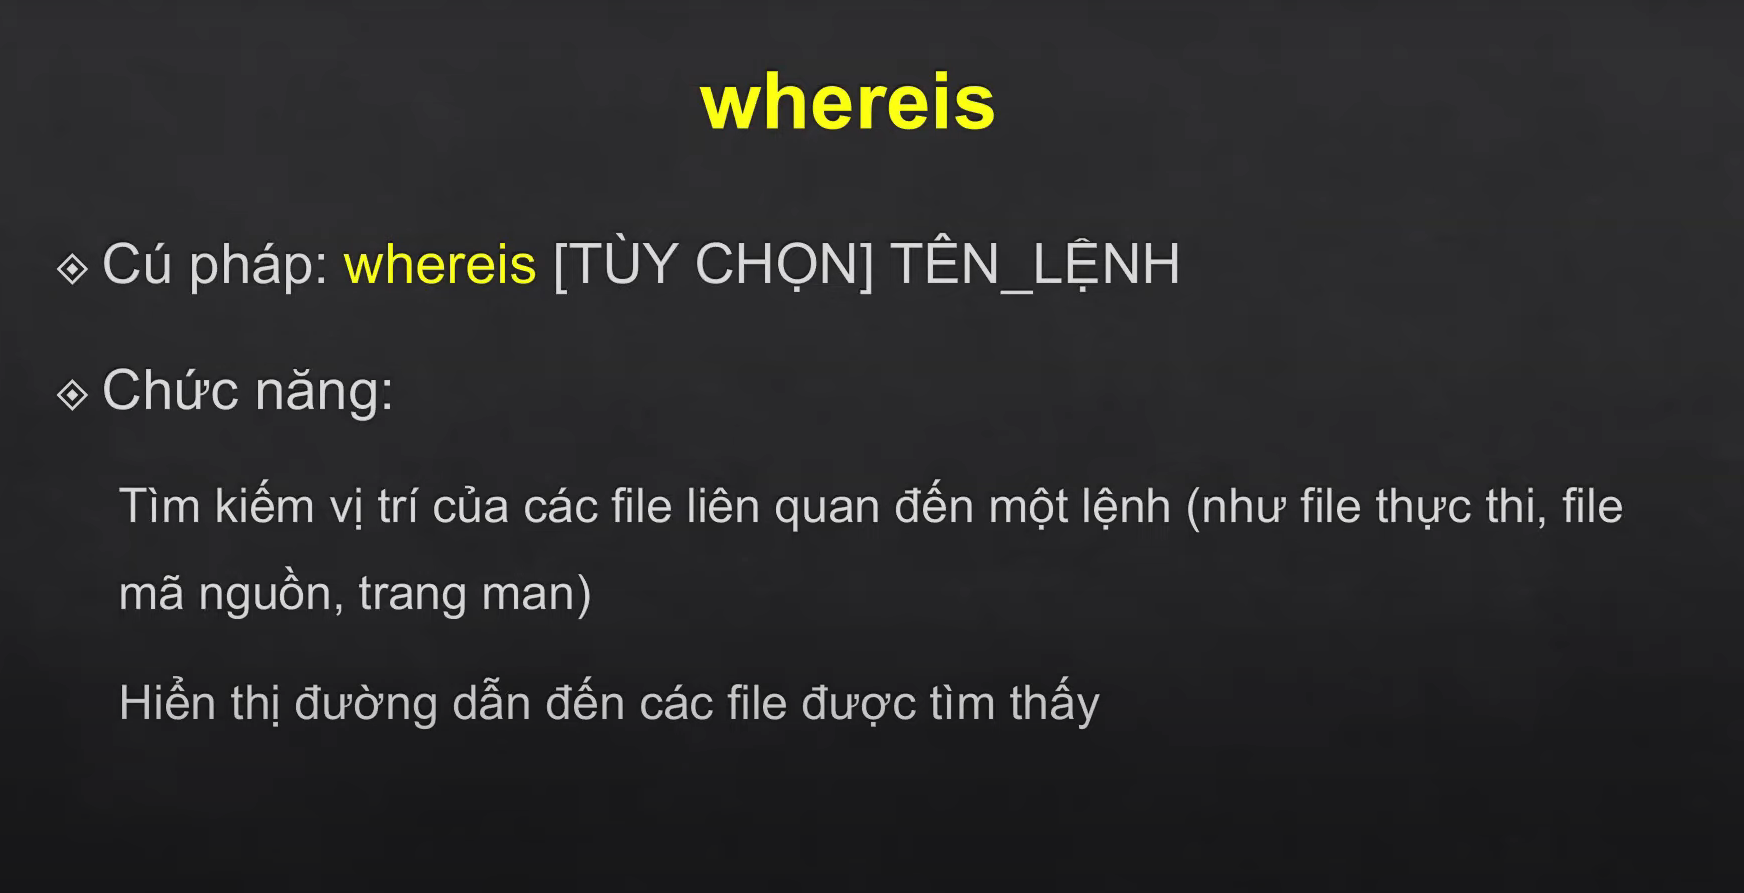 whereis
Cú pháp: whereis [TÙY CHỌN] TÊN_LỆNH
Chức năng:
Tìm kiếm vị trí của các file liên quan đến một lệnh (như file thực thi, file
mã nguồn, trang man)
Hiển thị đường dẫn đến các file được tìm thấy